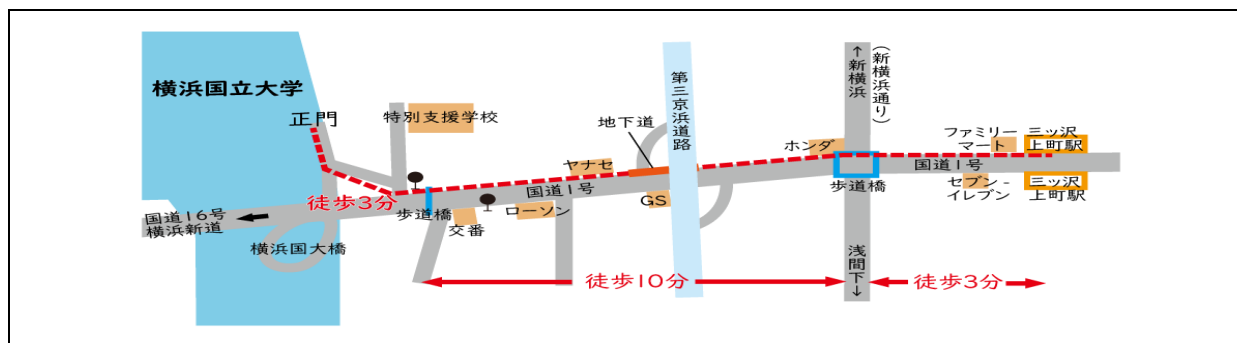 横浜国立大学
正門
特別支援学校
地下道
第三京浜道路
↑新横浜
(新横浜通り)
ホンダ
ファミリー
マート
三ッ沢
上町駅
ヤナセ
国道1号
国道1号
徒歩3分
歩道橋
ローソン
GS
歩道橋
セブン-
イレブン
三ッ沢
上町駅
国道16号
横浜新道
横浜国大橋
交番
浅間下↓
徒歩10分
徒歩3分